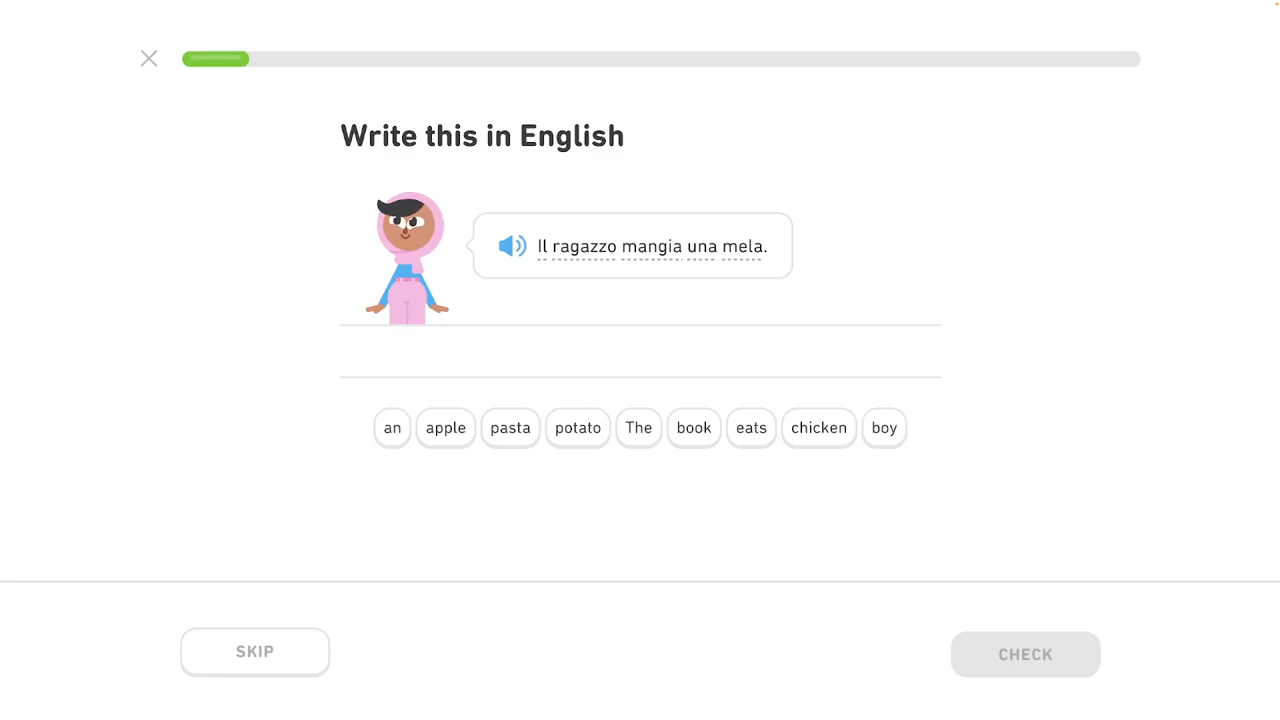 Write this in English
Il ragazzo mangia una mela.
an apple pasta potato The book eats chicken boy
SKIP
CHECK